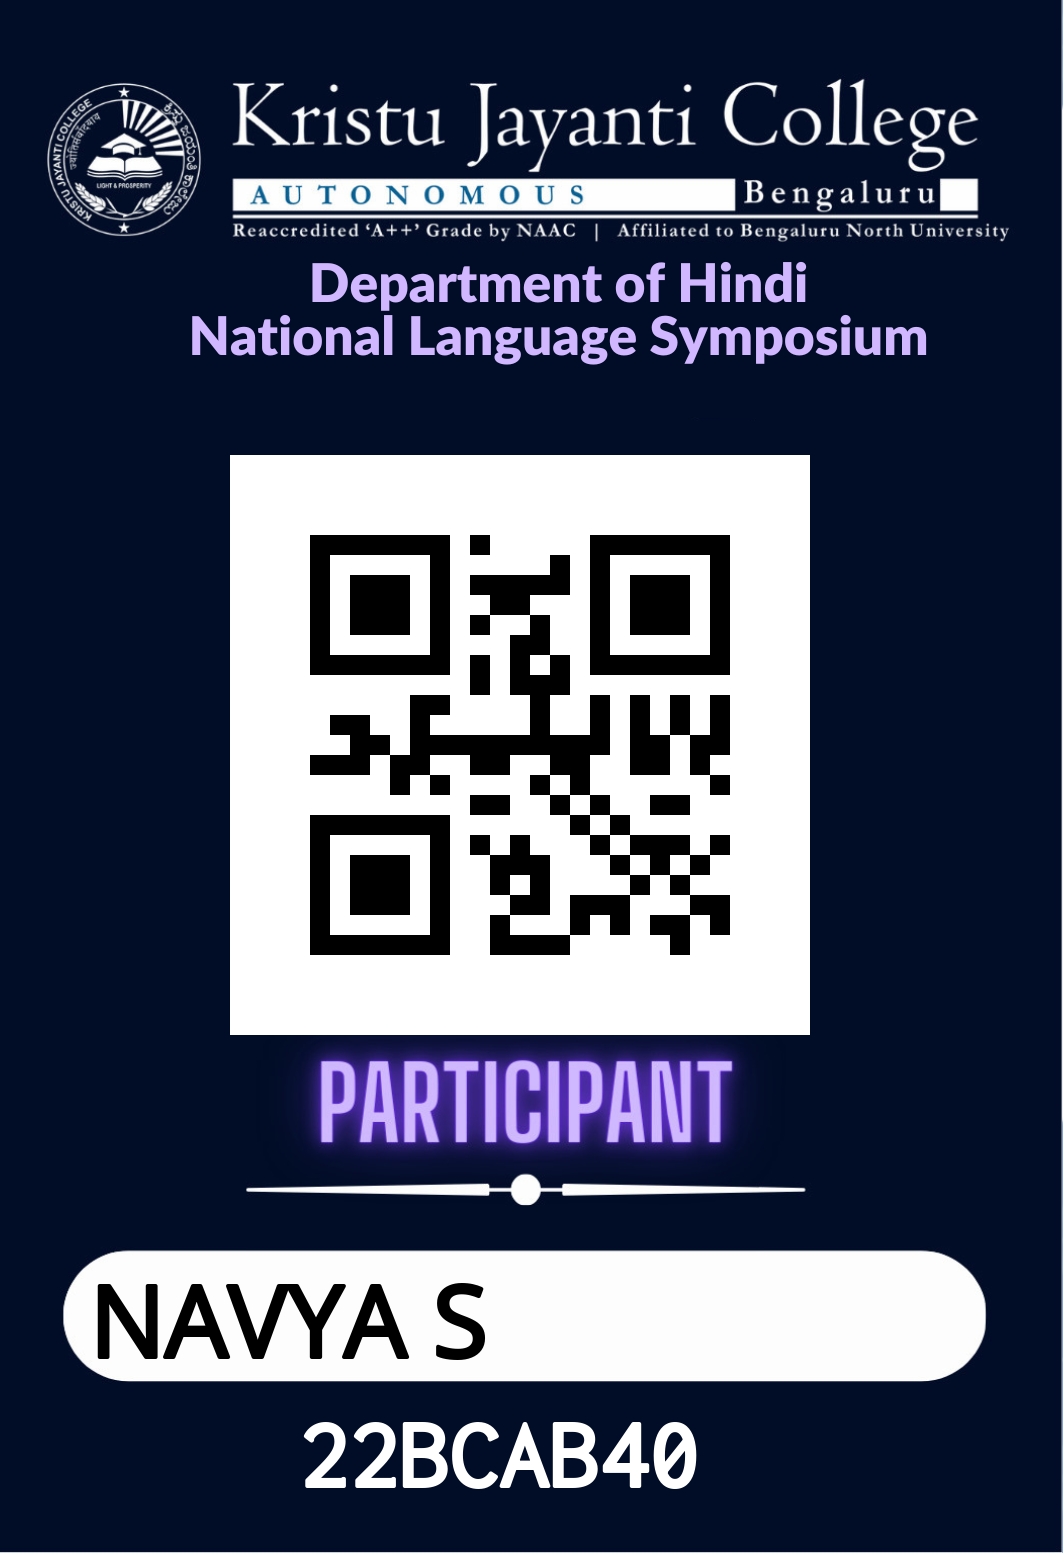 Kristu Jayanti College
AUTONOMOUS Bengaluru
Reaccredited ‘A++’ Grade by NAAC | Affiliated to Bengaluru North University
KRISTU JAYANTI COLLEGE
LIGHT & PROSPERITY
Department of Hindi
National Language Symposium
PARTICIPANT
NAVYA S
22BCAB40